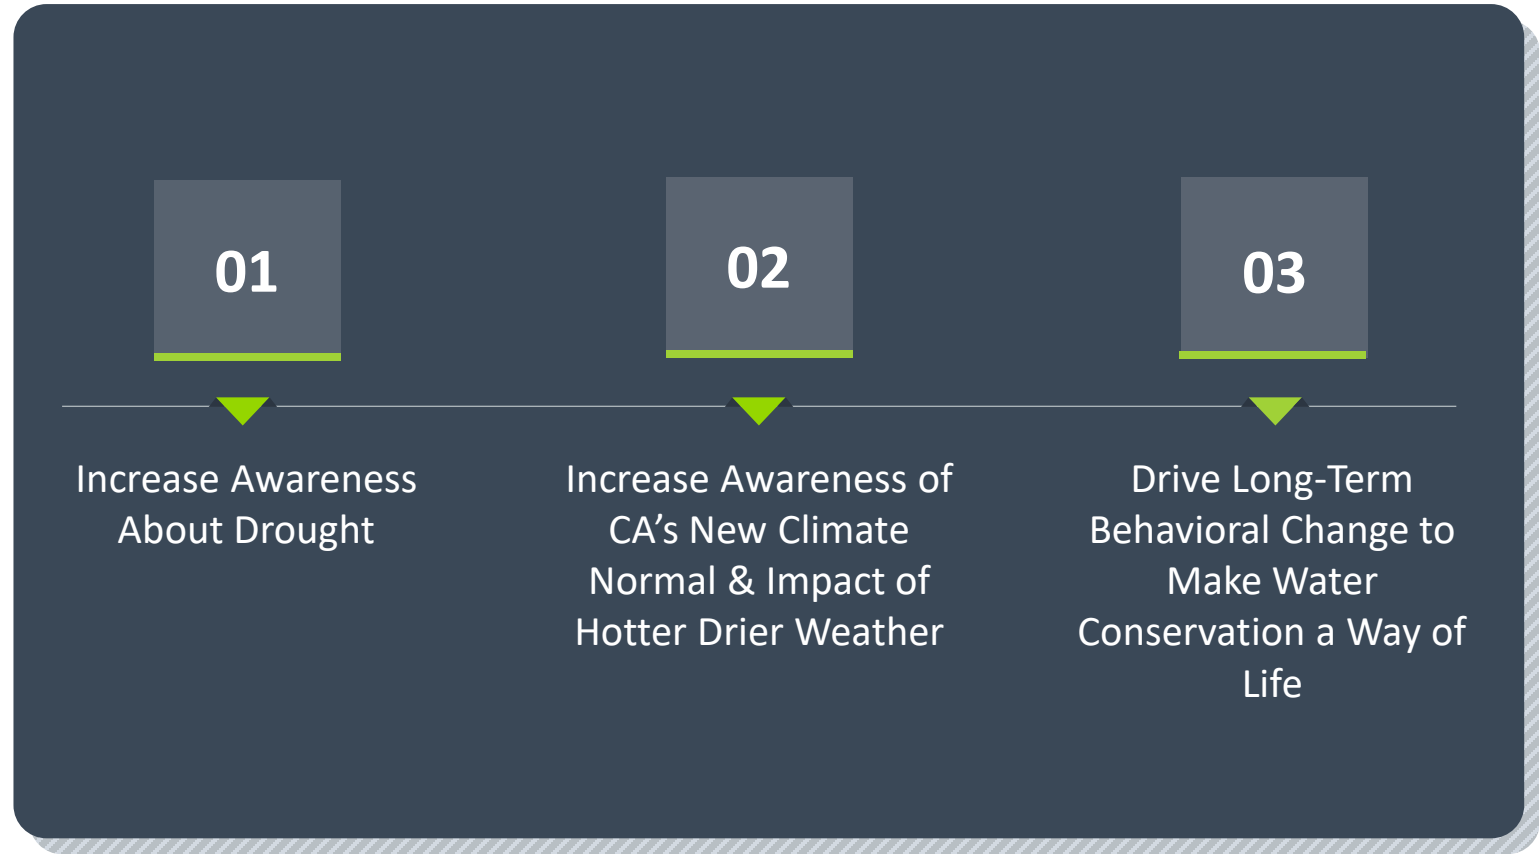 01
Increase Awareness
About Drought
02
Increase Awareness of
CA’s New Climate
Normal & Impact of
Hotter Drier Weather
03
Drive Long-Term
Behavioral Change to
Make Water
Conservation a Way of
Life